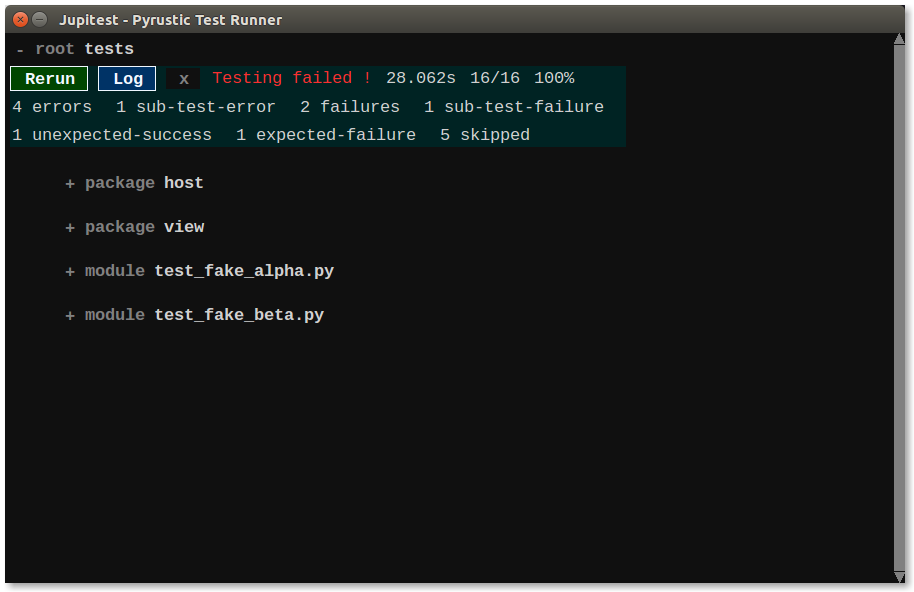 Jupitest - Pyrustic Test Runner
- root tests
Rerun Log x Testing failed ! 28.062s 16/16 100%
4 errors 1 sub-test-error 2 failures 1 sub-test-failure
1 unexpected-success 1 expected-failure 5 skipped
+ package host
+ package view
+ module test_fake_alpha.py
+ module test_fake_beta.py